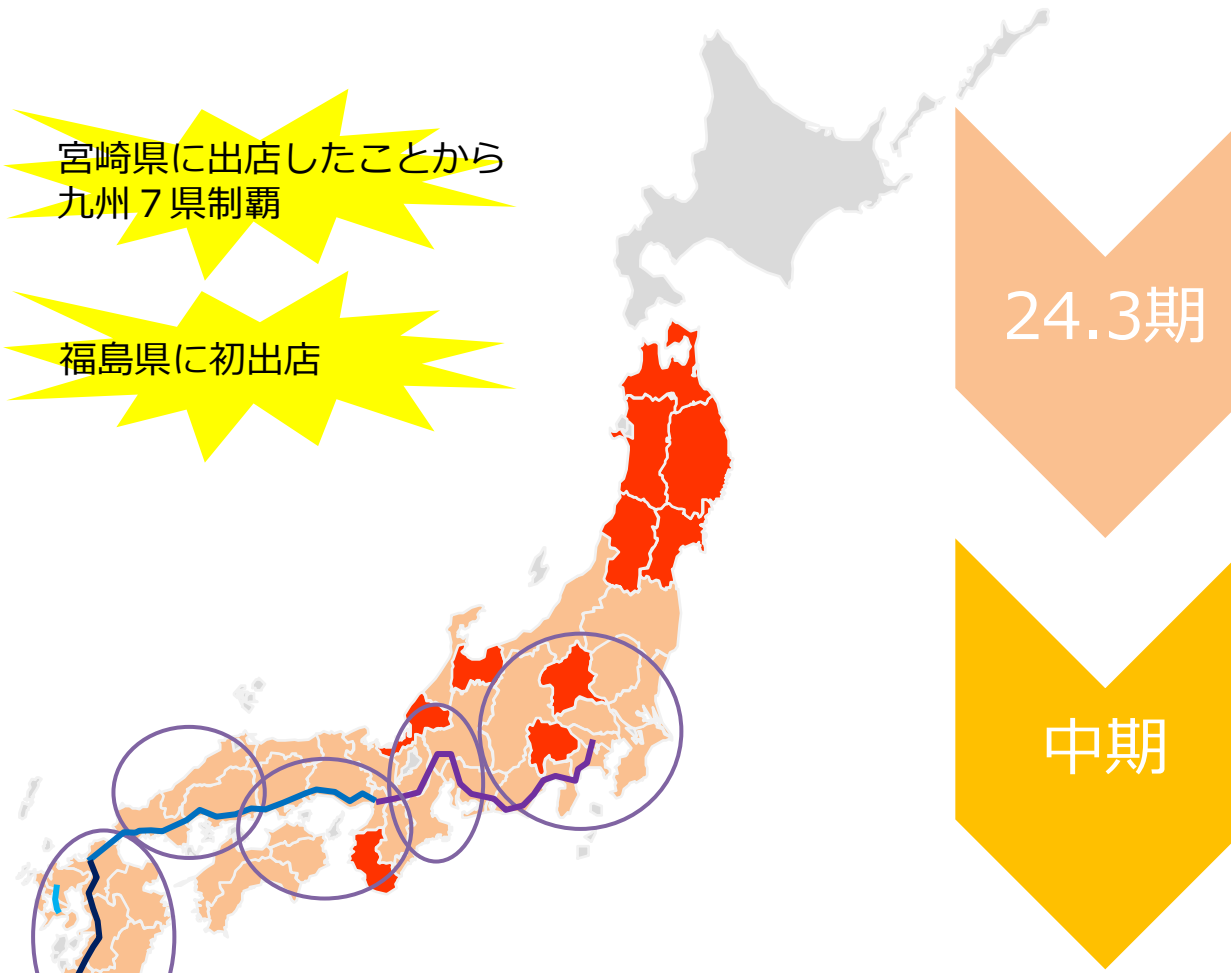 宮崎県に出店したことから
九州７県制覇
福島県に初出店
24.3期
中期